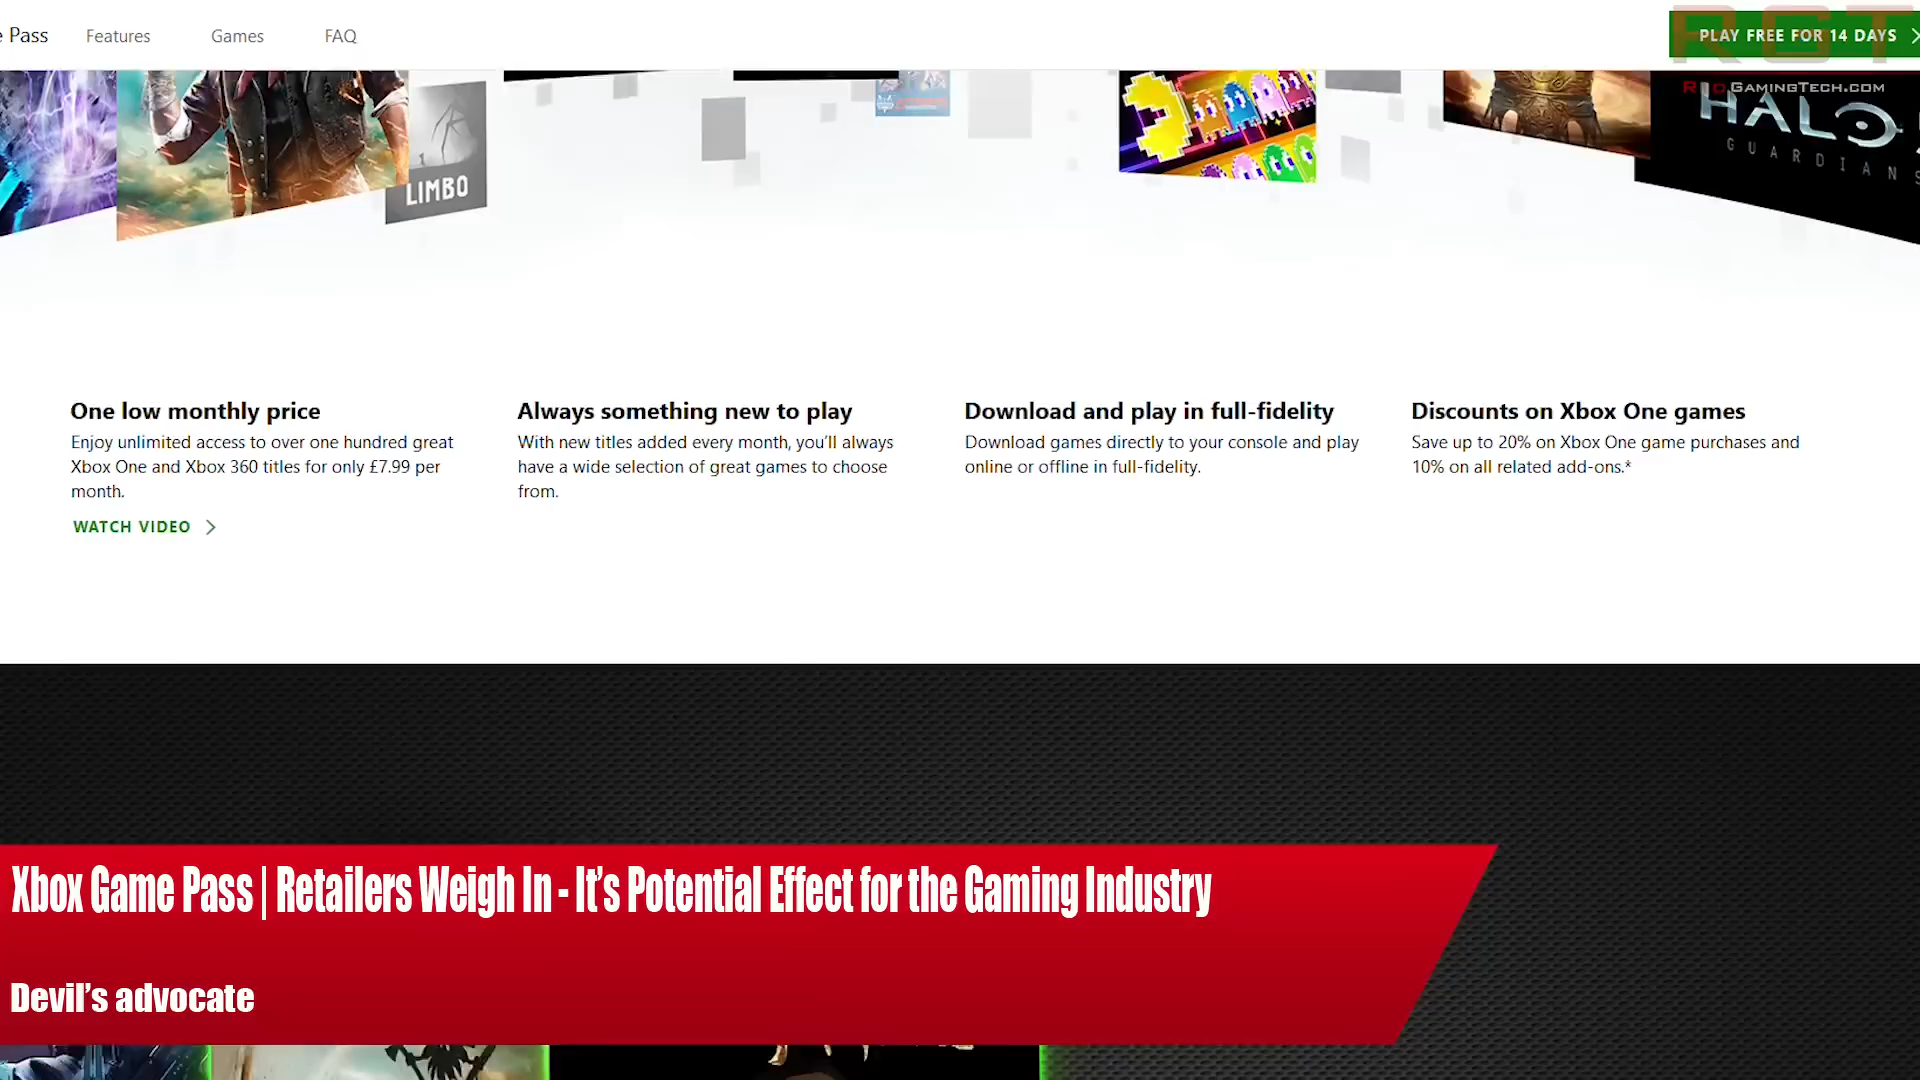 Pass
Features
Games
FAQ
PLAY FREE FOR 14 DAYS
RGT
GAMINGTECH.COM
LIMBO
HALO
GUARDIANS
One low monthly price
Enjoy unlimited access to over one hundred great
Xbox One and Xbox 360 titles for only £7.99 per
month.
WATCH VIDEO
Always something new to play
With new titles added every month, you'll always
have a wide selection of great games to choose
from.
Download and play in full-fidelity
Download games directly to your console and play
online or offline in full-fidelity.
Discounts on Xbox One games
Save up to 20% on Xbox One game purchases and
10% on all related add-ons.*
Xbox Game Pass | Retailers Weigh In - It's Potential Effect for the Gaming Industry
Devil's advocate